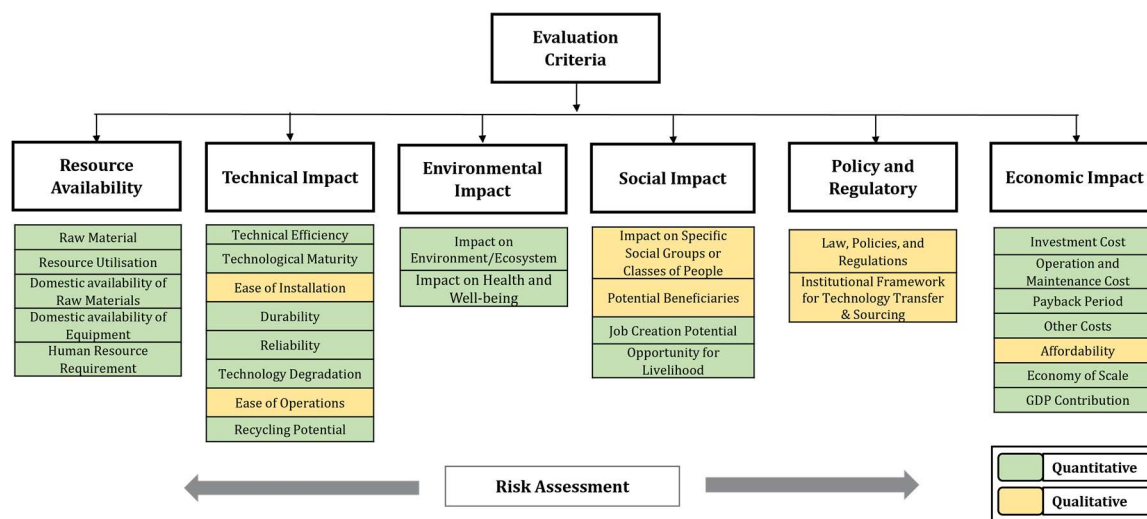 Evaluation
Criteria
Resource
Availability
Technical Impact
Environmental
Impact
Social Impact
Policy and
Regulatory
Economic Impact
Raw Material
Resource Utilisation
Domestic availability of
Raw Materials
Domestic availability of
Equipment
Human Resource
Requirement
Technical Efficiency
Technological Maturity
Ease of Installation
Durability
Reliability
Technology Degradation
Ease of Operations
Recycling Potential
Impact on
Environment/Ecosystem
Impact on Health and
Well-being
Impact on Specific
Social Groups or
Classes of People
Potential Beneficiaries
Job Creation Potential
Opportunity for
Livelihood
Law, Policies, and
Regulations
Institutional Framework
for Technology Transfer
& Sourcing
Investment Cost
Operation and
Maintenance Cost
Payback Period
Other Costs
Affordability
Economy of Scale
GDP Contribution
Risk Assessment
Quantitative
Qualitative